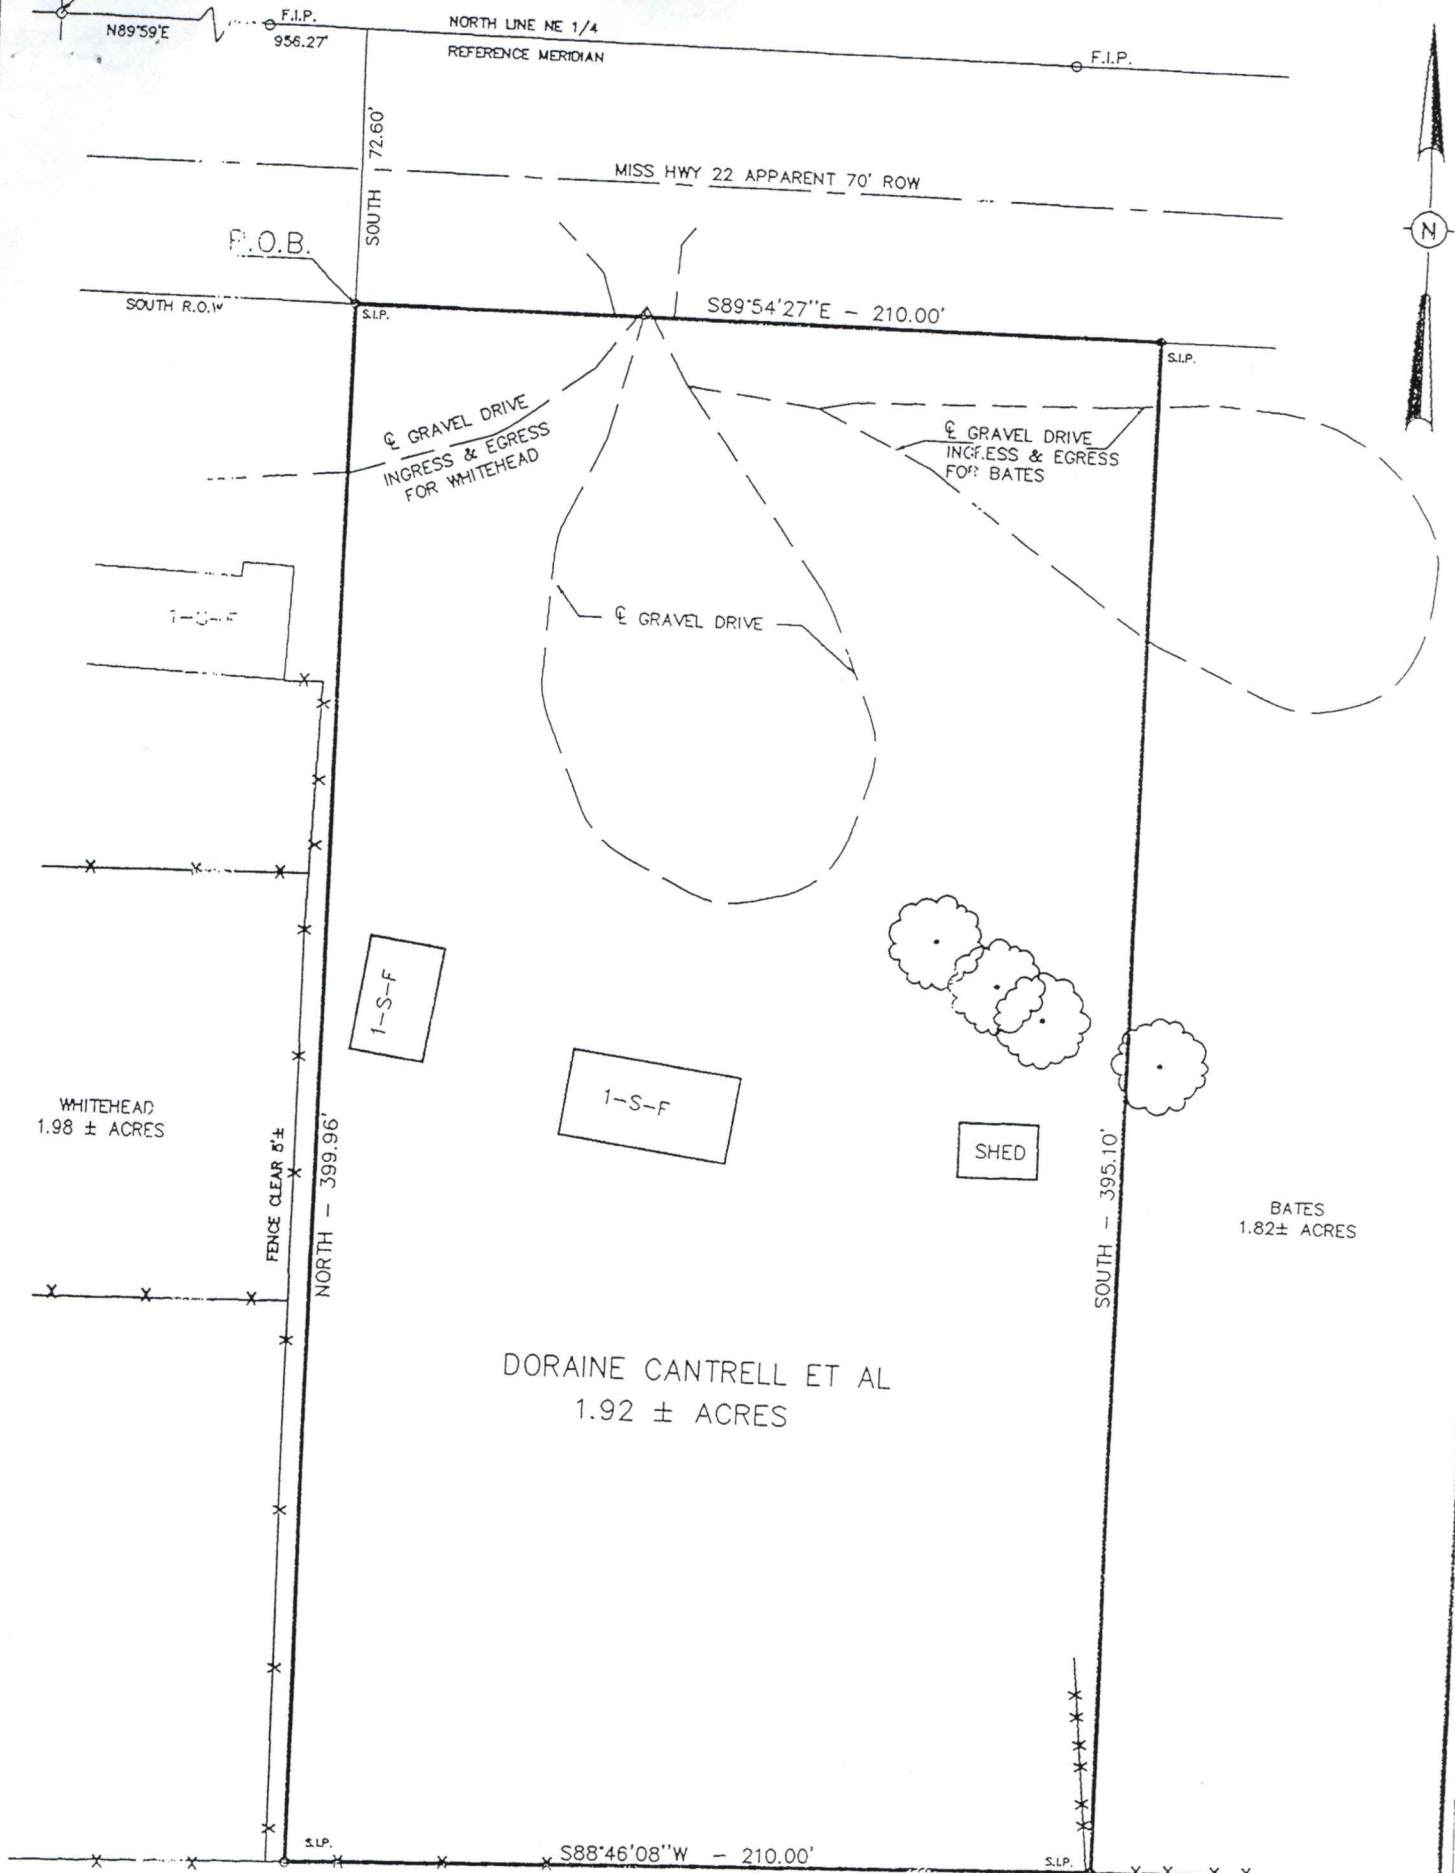 N89°59'E
F.I.P.
956.27'
NORTH LINE NE 1/4
REFERENCE MERIDIAN
F.I.P.
SOUTH 72.60'
MISS HWY 22 APPARENT 70' ROW
N
P.O.B.
SOUTH R.O.W
S.I.P.
S89°54'27"E - 210.00'
S.I.P.
℄ GRAVEL DRIVE
INGRESS & EGRESS
FOR WHITEHEAD
℄ GRAVEL DRIVE
INGRESS & EGRESS
FOR BATES
1-S-F
℄ GRAVEL DRIVE
1-S-F
1-S-F
SHED
WHITEHEAD
1.98 ± ACRES
FENCE CLEAR 5'±
NORTH - 399.96'
SOUTH - 395.10'
BATES
1.82± ACRES
DORAINE CANTRELL ET AL
1.92 ± ACRES
S.I.P.
S88°46'08"W - 210.00'
S.I.P.